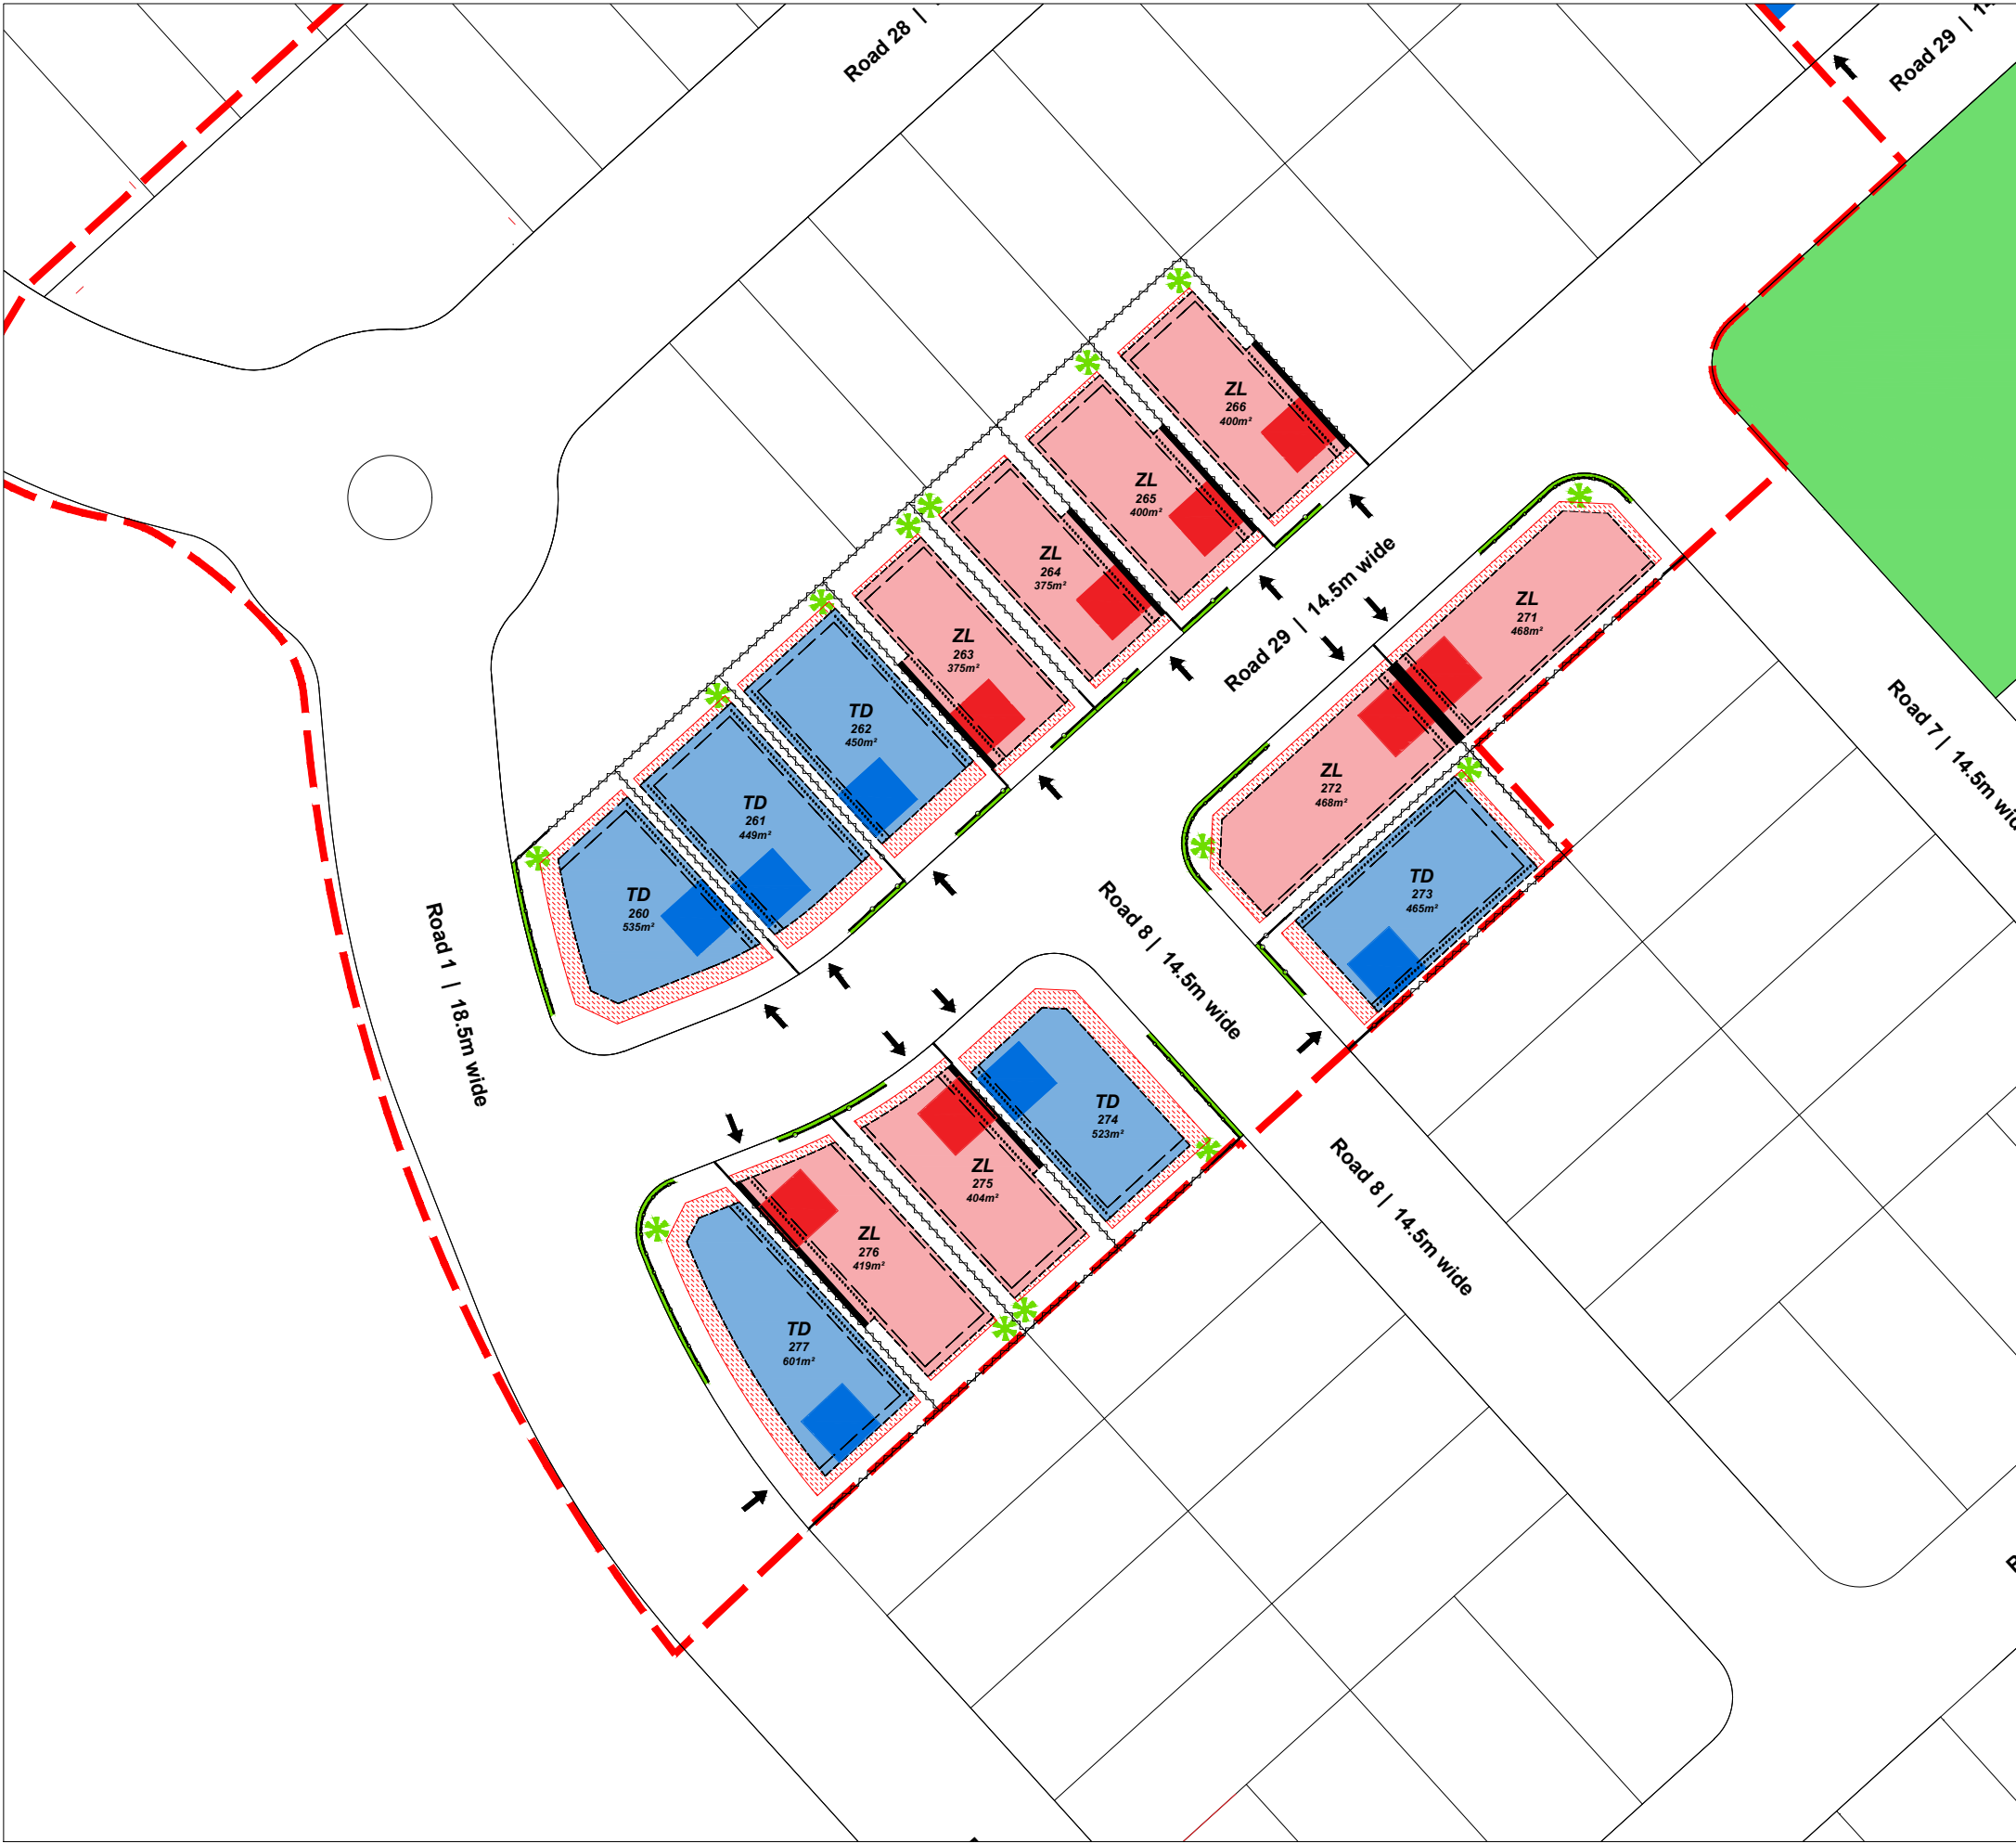 Road 28 |
Road 29 |
ZL
266
400m²
ZL
265
400m²
ZL
264
375m²
ZL
263
375m²
TD
262
450m²
TD
261
449m²
TD
260
535m²
Road 29 | 14.5m wide
ZL
271
468m²
ZL
272
468m²
TD
273
465m²
Road 7 | 14.5m
Road 8 | 14.5m wide
Road 1 | 18.5m wide
TD
274
523m²
ZL
275
404m²
ZL
276
419m²
TD
277
601m²
Road 8 | 14.5m wide